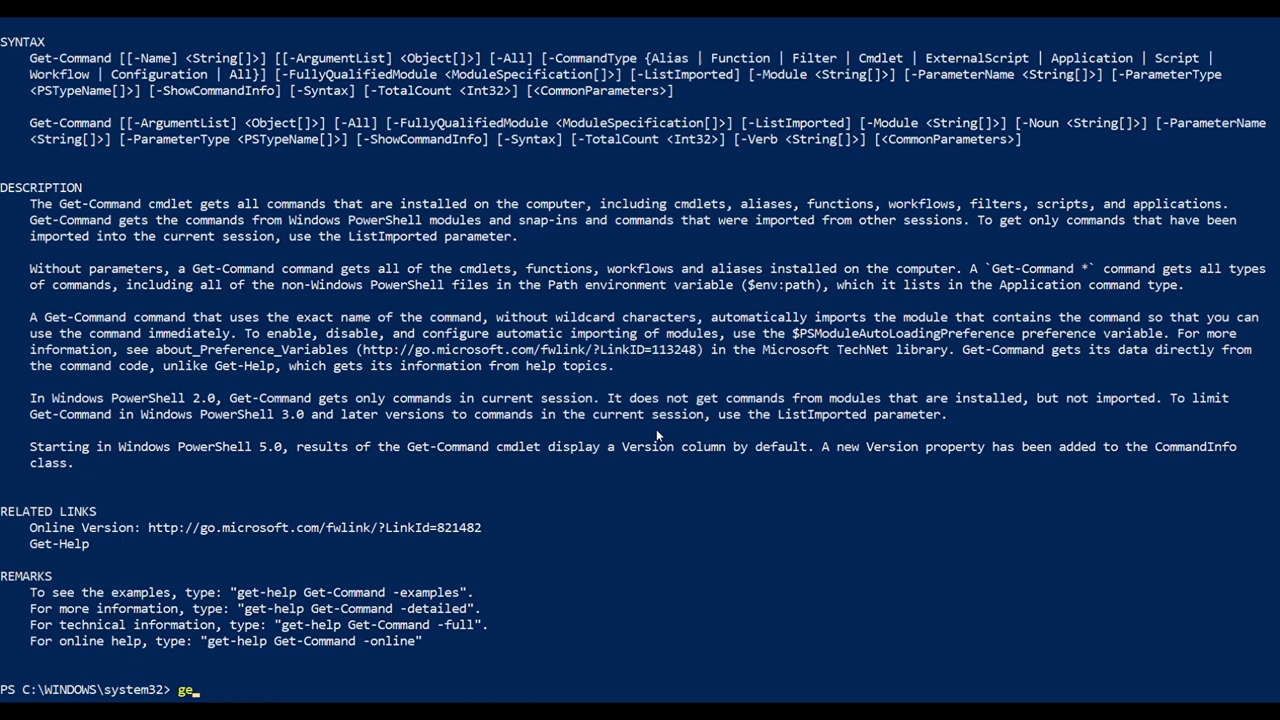 SYNTAX
Get-Command [[-Name] <String[]>] [[-ArgumentList] <Object[]>] [-All] [-CommandType {Alias | Function | Filter | Cmdlet | ExternalScript | Application | Script |
Workflow | Configuration | All}] [-FullyQualifiedModule <ModuleSpecification[]>] [-ListImported] [-Module <String[]>] [-ParameterName <String[]>] [-ParameterType
<PSTypeName[]>] [-ShowCommandInfo] [-Syntax] [-TotalCount <Int32>] [<CommonParameters>]
Get-Command [[-ArgumentList] <Object[]>] [-All] [-FullyQualifiedModule <ModuleSpecification[]>] [-ListImported] [-Module <String[]>] [-Noun <String[]>] [-ParameterName
<String[]>] [-ParameterType <PSTypeName[]>] [-ShowCommandInfo] [-Syntax] [-TotalCount <Int32>] [-Verb <String[]>] [<CommonParameters>]
DESCRIPTION
The Get-Command cmdlet gets all commands that are installed on the computer, including cmdlets, aliases, functions, workflows, filters, scripts, and applications.
Get-Command gets the commands from Windows PowerShell modules and snap-ins and commands that were imported from other sessions. To get only commands that have been
imported into the current session, use the ListImported parameter.
Without parameters, a Get-Command command gets all of the cmdlets, functions, workflows and aliases installed on the computer. A `Get-Command *` command gets all types
of commands, including all of the non-Windows PowerShell files in the Path environment variable ($env:path), which it lists in the Application command type.
A Get-Command command that uses the exact name of the command, without wildcard characters, automatically imports the module that contains the command so that you can
use the command immediately. To enable, disable, and configure automatic importing of modules, use the $PSModuleAutoLoadingPreference preference variable. For more
information, see about_Preference_Variables (http://go.microsoft.com/fwlink/?LinkID=113248) in the Microsoft TechNet library. Get-Command gets its data directly from
the command code, unlike Get-Help, which gets its information from help topics.
In Windows PowerShell 2.0, Get-Command gets only commands in current session. It does not get commands from modules that are installed, but not imported. To limit
Get-Command in Windows PowerShell 3.0 and later versions to commands in the current session, use the ListImported parameter.
Starting in Windows PowerShell 5.0, results of the Get-Command cmdlet display a Version column by default. A new Version property has been added to the CommandInfo
class.
RELATED LINKS
Online Version: http://go.microsoft.com/fwlink/?LinkId=821482
Get-Help
REMARKS
To see the examples, type: "get-help Get-Command -examples".
For more information, type: "get-help Get-Command -detailed".
For technical information, type: "get-help Get-Command -full".
For online help, type: "get-help Get-Command -online"
PS C:\WINDOWS\system32> ge_